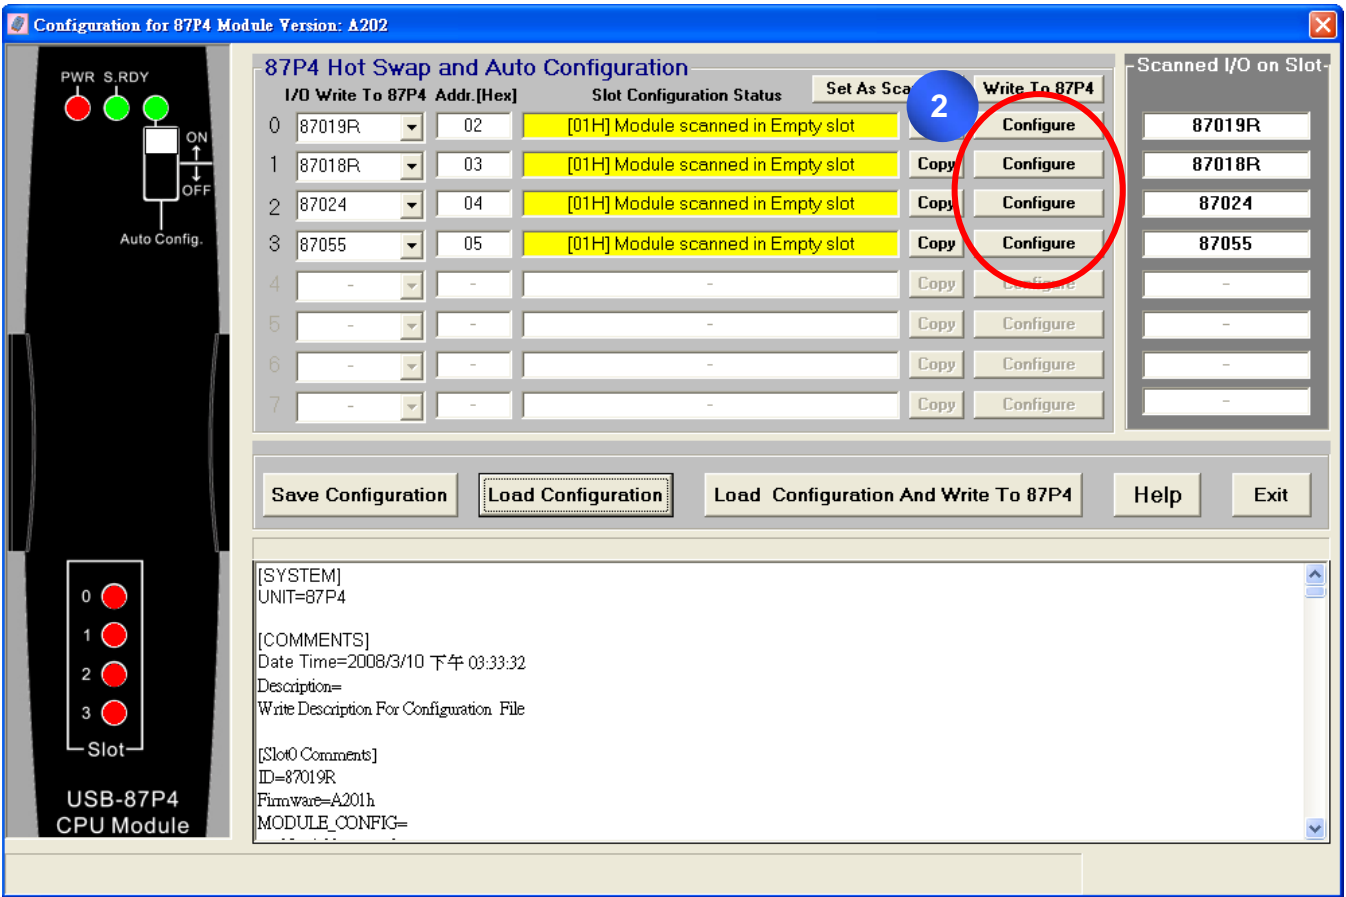 Configuration for 87P4 Module Version: A202
PWR S.RDY
ON
OFF
Auto Config.
87P4 Hot Swap and Auto Configuration
I/O Write To 87P4 Addr.[Hex] Slot Configuration Status Set As Write To 87P4
2
0 87019R 02 [01H] Module scanned in Empty slot Configure
1 87018R 03 [01H] Module scanned in Empty slot Copy Configure
2 87024 04 [01H] Module scanned in Empty slot Copy Configure
3 87055 05 [01H] Module scanned in Empty slot Copy Configure
4 - - - Copy Configure
5 - - - Copy Configure
6 - - - Copy Configure
7 - - - Copy Configure
Scanned I/O on Slot
87019R
87018R
87024
87055
-
-
-
-
Save Configuration Load Configuration Load Configuration And Write To 87P4 Help Exit
[SYSTEM]
UNIT=87P4
[COMMENTS]
Date Time=2008/3/10 下午 03:33:32
Description=
Write Description For Configuration File
[Slot0 Comments]
ID=87019R
Firmware=A201h
MODULE_CONFIG=
0
1
2
3
Slot
USB-87P4
CPU Module